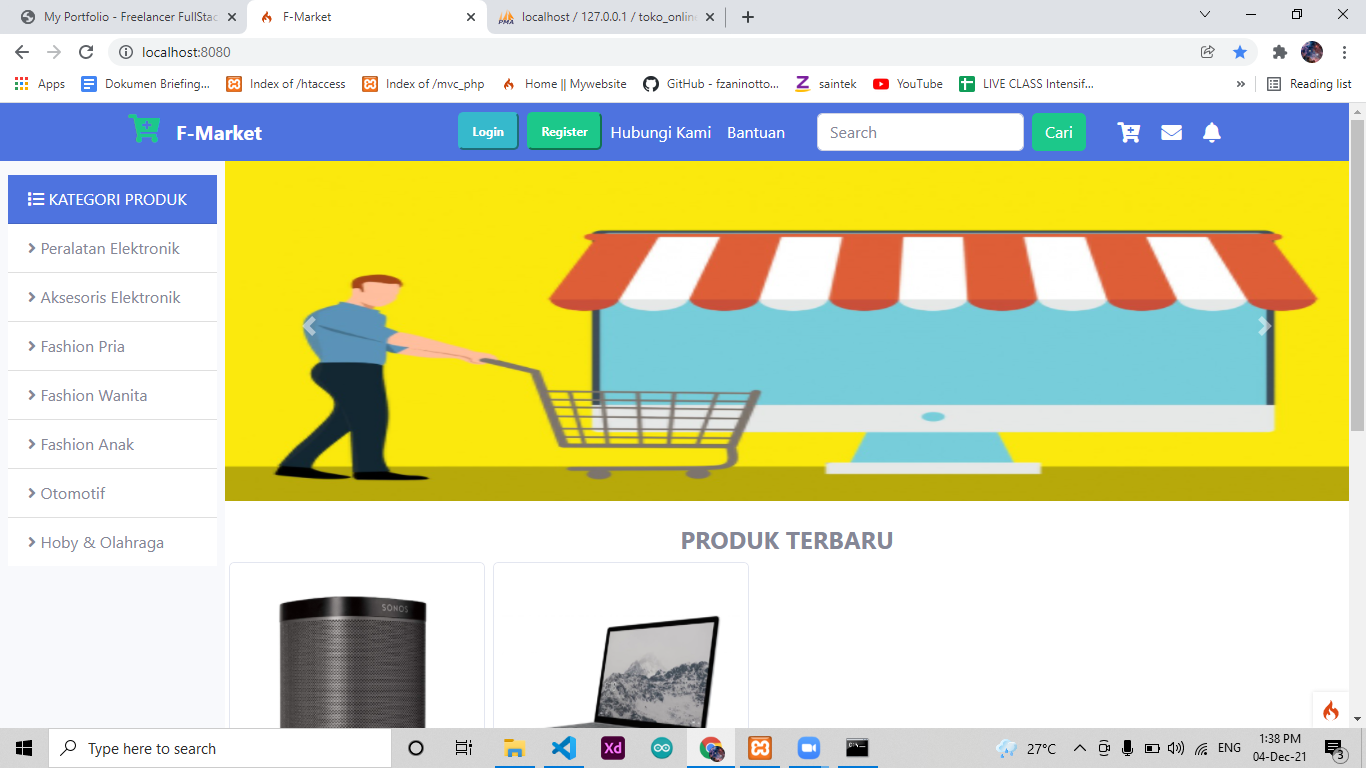 My Portfolio - Freelancer FullStac
F-Market
localhost / 127.0.0.1 / toko_onlin
localhost:8080
Apps
Dokumen Briefing...
Index of /htaccess
Index of /mvc_php
Home || Mywebsite
GitHub - fzaninotto...
saintek
YouTube
LIVE CLASS Intensif...
»
Reading list
F-Market
Login
Register
Hubungi Kami
Bantuan
Search
Cari
KATEGORI PRODUK
Peralatan Elektronik
Aksesoris Elektronik
Fashion Pria
Fashion Wanita
Fashion Anak
Otomotif
Hoby & Olahraga
PRODUK TERBARU
SONOS
Type here to search
Xd
27°C
ENG
1:38 PM
04-Dec-21
3